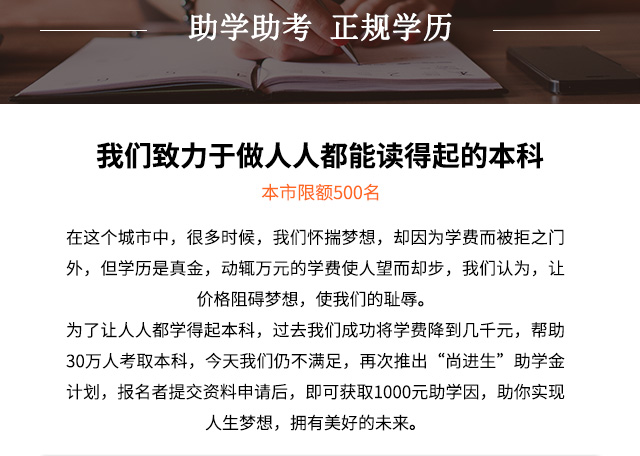 助学助考 正规学历
我们致力于做人人都能读得起的本科
本市限额500名
在这个城市中，很多时候，我们怀揣梦想，却因为学费而被拒之门
外，但学历是真金，动辄万元的学费使人望而却步，我们认为，让
价格阻碍梦想，使我们的耻辱。
为了让人人都学得起本科，过去我们成功将学费降到几千元，帮助
30万人考取本科，今天我们仍不满足，再次推出“尚进生”助学金
计划，报名者提交资料申请后，即可获取1000元助学因，助你实现
人生梦想，拥有美好的未来。